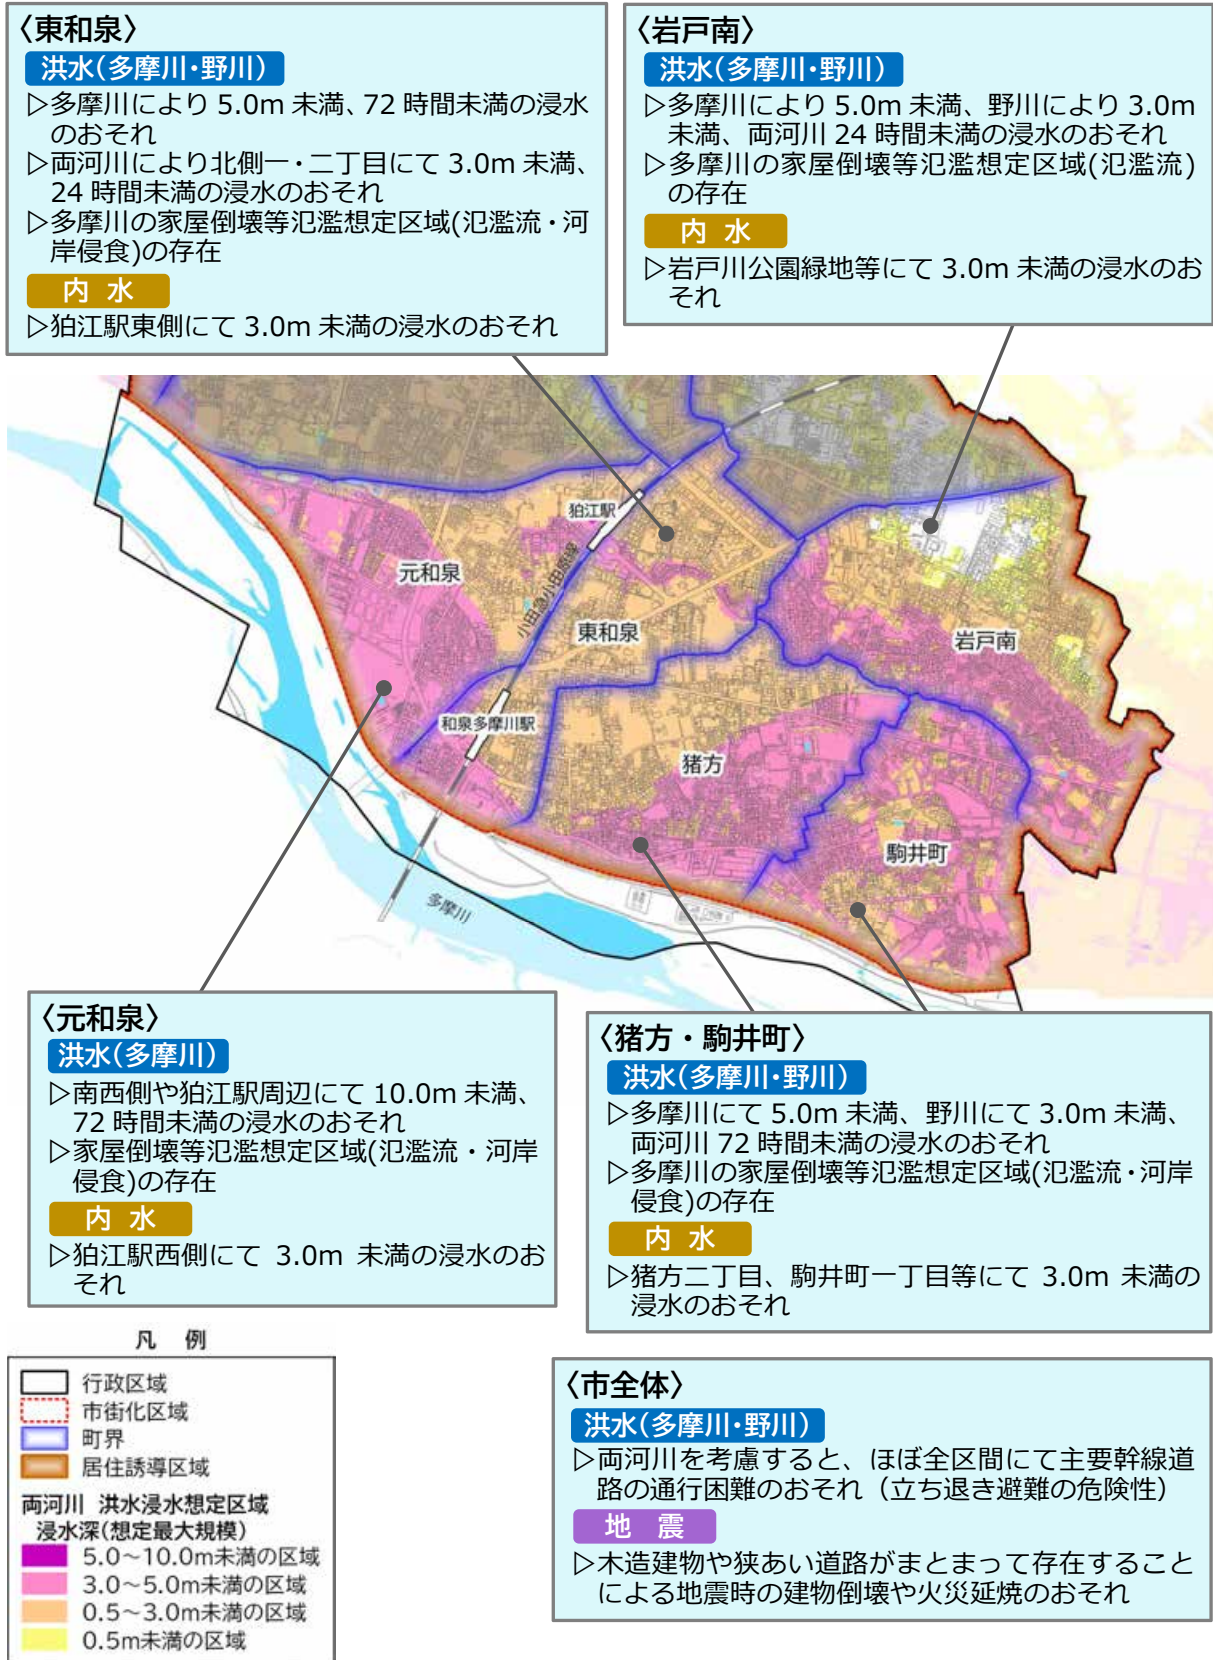 〈東和泉〉
洪水(多摩川・野川)
▷多摩川により 5.0m 未満、72 時間未満の浸水
のおそれ
▷両河川により北側一・二丁目にて 3.0m 未満、
24 時間未満の浸水のおそれ
▷多摩川の家屋倒壊等氾濫想定区域(氾濫流・河
岸侵食)の存在
内 水
▷狛江駅東側にて 3.0m 未満の浸水のおそれ
〈岩戸南〉
洪水(多摩川・野川)
▷多摩川により 5.0m 未満、野川により 3.0m
未満、両河川 24 時間未満の浸水のおそれ
▷多摩川の家屋倒壊等氾濫想定区域(氾濫流)
の存在
内 水
▷岩戸川公園緑地等にて 3.0m 未満の浸水のお
それ
狛江駅
元和泉
小田急小田原線
東和泉
岩戸南
和泉多摩川駅
猪方
駒井町
多摩川
〈元和泉〉
洪水(多摩川)
▷南西側や狛江駅周辺にて 10.0m 未満、
72 時間未満の浸水のおそれ
▷家屋倒壊等氾濫想定区域(氾濫流・河岸
侵食)の存在
内 水
▷狛江駅西側にて 3.0m 未満の浸水のお
それ
〈猪方・駒井町〉
洪水(多摩川・野川)
▷多摩川にて 5.0m 未満、野川にて 3.0m 未満、
両河川 72 時間未満の浸水のおそれ
▷多摩川の家屋倒壊等氾濫想定区域(氾濫流・河岸
侵食)の存在
内 水
▷猪方二丁目、駒井町一丁目等にて 3.0m 未満の
浸水のおそれ
凡 例
行政区域
市街化区域
町界
居住誘導区域
両河川 洪水浸水想定区域
浸水深(想定最大規模)
5.0～10.0m未満の区域
3.0～5.0m未満の区域
0.5～3.0m未満の区域
0.5m未満の区域
〈市全体〉
洪水(多摩川・野川)
▷両河川を考慮すると、ほぼ全区間にて主要幹線道
路の通行困難のおそれ（立ち退き避難の危険性）
地 震
▷木造建物や狭あい道路がまとまって存在すること
による地震時の建物倒壊や火災延焼のおそれ